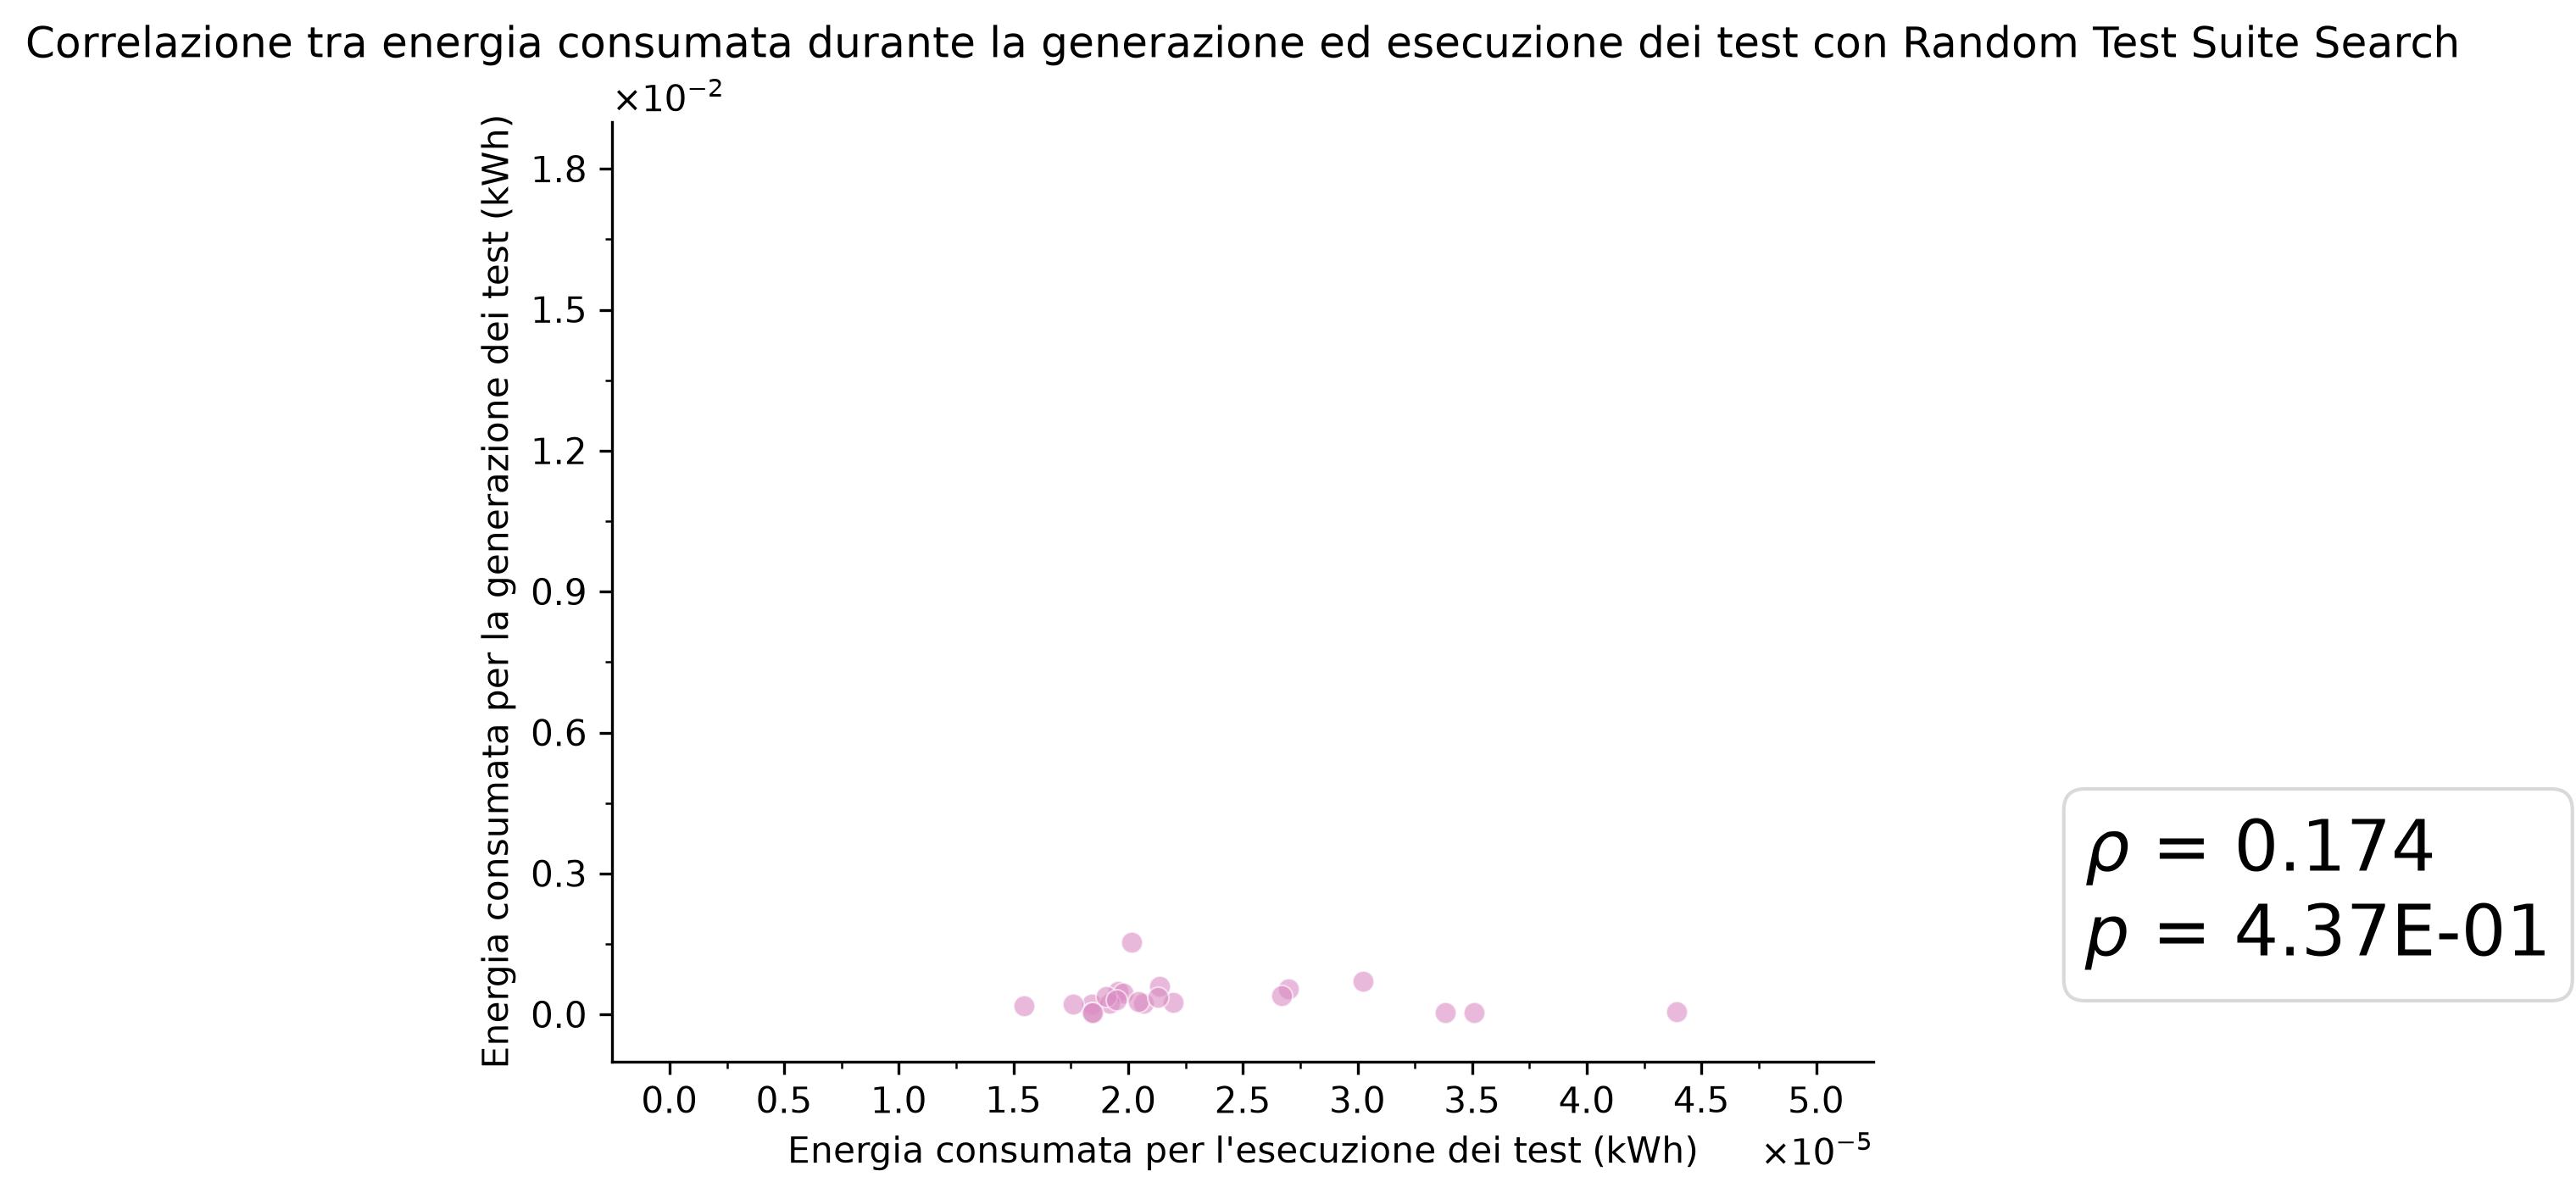 Correlazione tra energia consumata durante la generazione ed esecuzione dei test con Random Test Suite Search
×10⁻²
Energia consumata per la generazione dei test (kWh)
1.8
1.5
1.2
0.9
0.6
0.3
0.0
0.0 0.5 1.0 1.5 2.0 2.5 3.0 3.5 4.0 4.5 5.0
Energia consumata per l'esecuzione dei test (kWh) ×10⁻⁵
ρ = 0.174
p = 4.37E-01